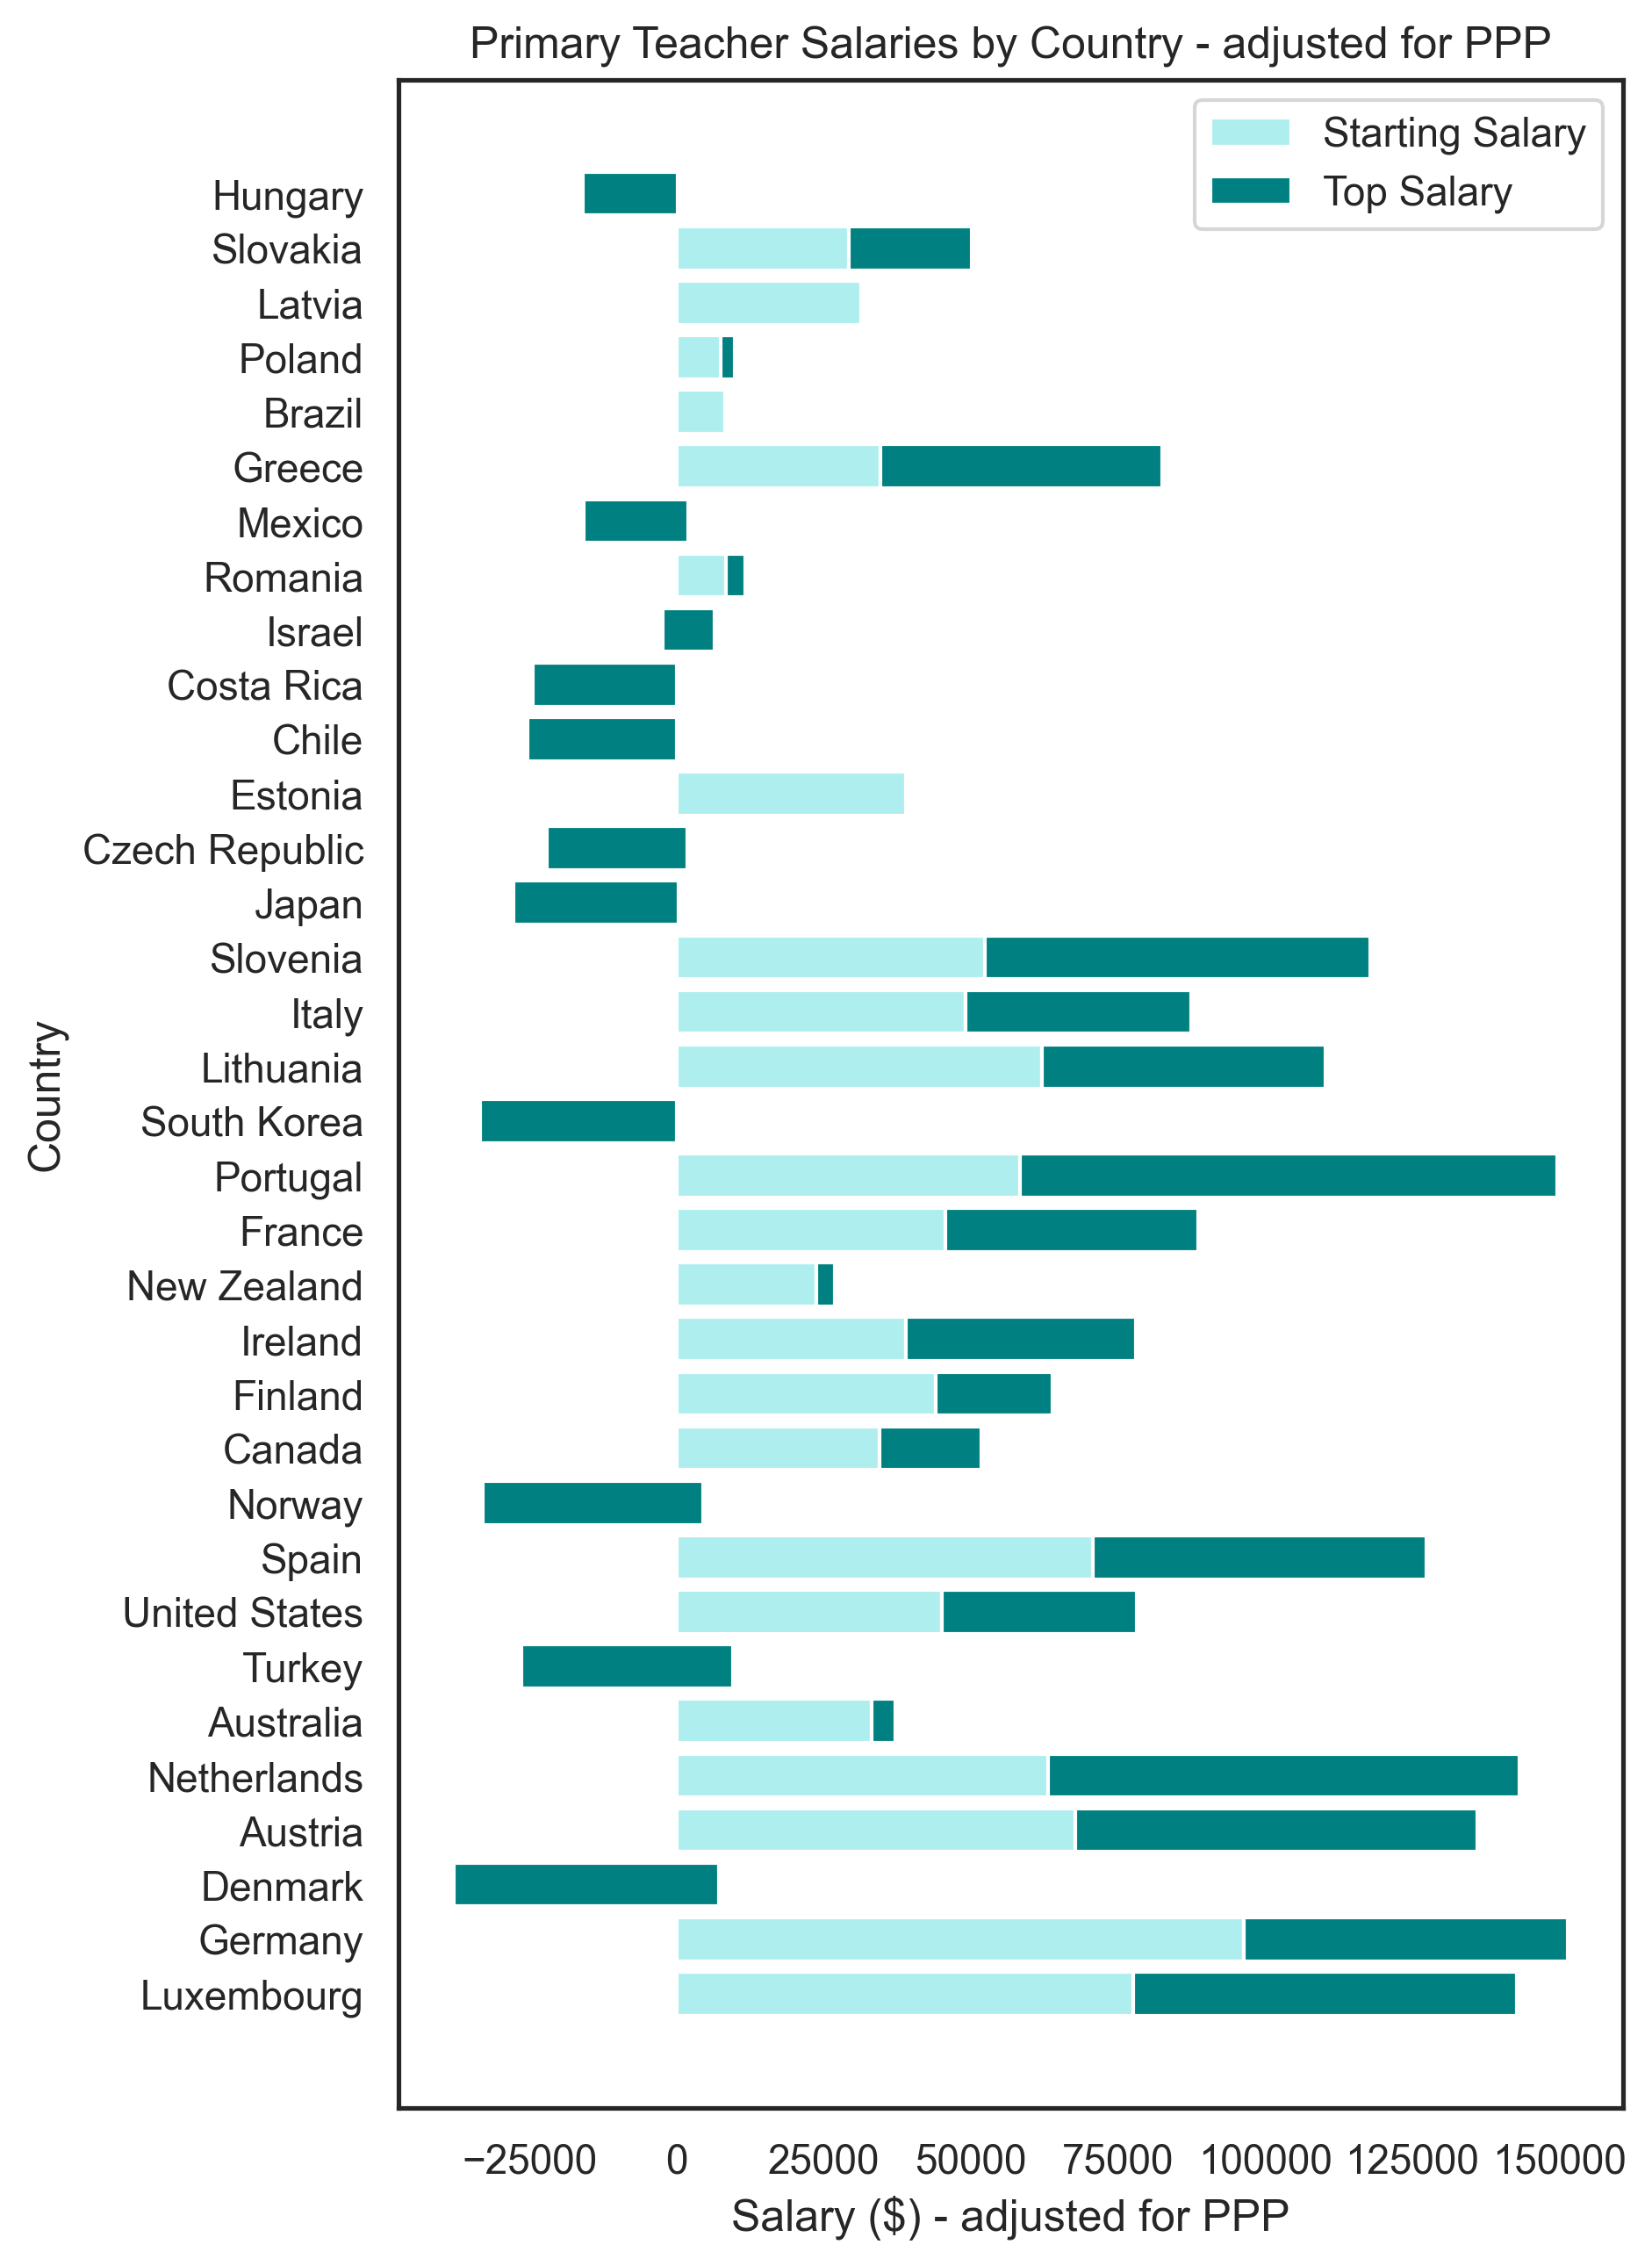 Primary Teacher Salaries by Country - adjusted for PPP
Starting Salary
Top Salary
Hungary
Slovakia
Latvia
Poland
Brazil
Greece
Mexico
Romania
Israel
Costa Rica
Chile
Estonia
Czech Republic
Japan
Slovenia
Italy
Lithuania
South Korea
Portugal
France
New Zealand
Ireland
Finland
Canada
Norway
Spain
United States
Turkey
Australia
Netherlands
Austria
Denmark
Germany
Luxembourg
Country
−25000 0 25000 50000 75000 100000 125000 150000
Salary ($) - adjusted for PPP